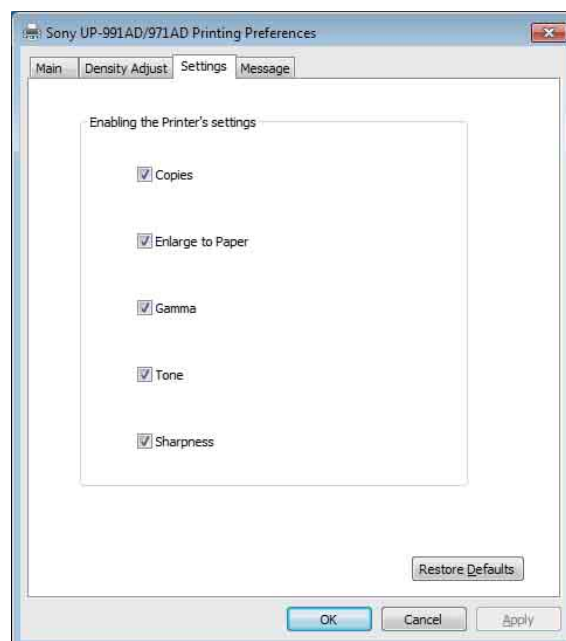 Sony UP-991AD/971AD Printing Preferences
Main Density Adjust Settings Message
Enabling the Printer's settings
Copies
Enlarge to Paper
Gamma
Tone
Sharpness
Restore Defaults
OK Cancel Apply